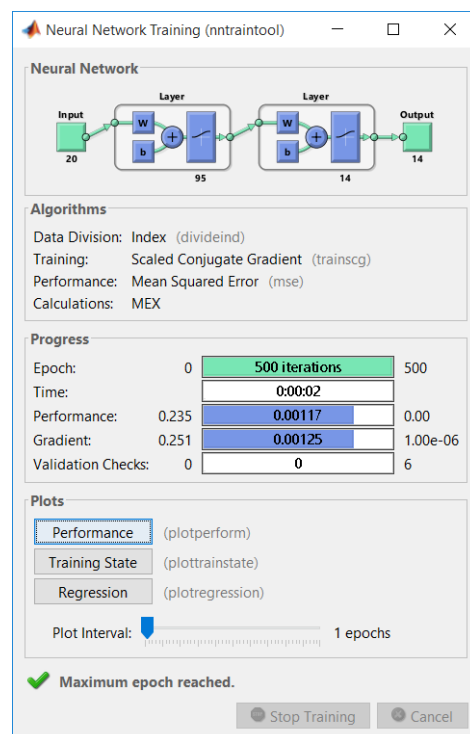 Neural Network Training (nntraintool)
Neural Network
Layer Layer
Input Output
W W
+ +
b b
20 14
95 14
Algorithms
Data Division: Index (divideind)
Training: Scaled Conjugate Gradient (trainscg)
Performance: Mean Squared Error (mse)
Calculations: MEX
Progress
Epoch: 0 500 iterations 500
Time: 0:00:02
Performance: 0.235 0.00117 0.00
Gradient: 0.251 0.00125 1.00e-06
Validation Checks: 0 0 6
Plots
Performance (plotperform)
Training State (plottrainstate)
Regression (plotregression)
Plot Interval: 1 epochs
Maximum epoch reached.
Stop Training Cancel